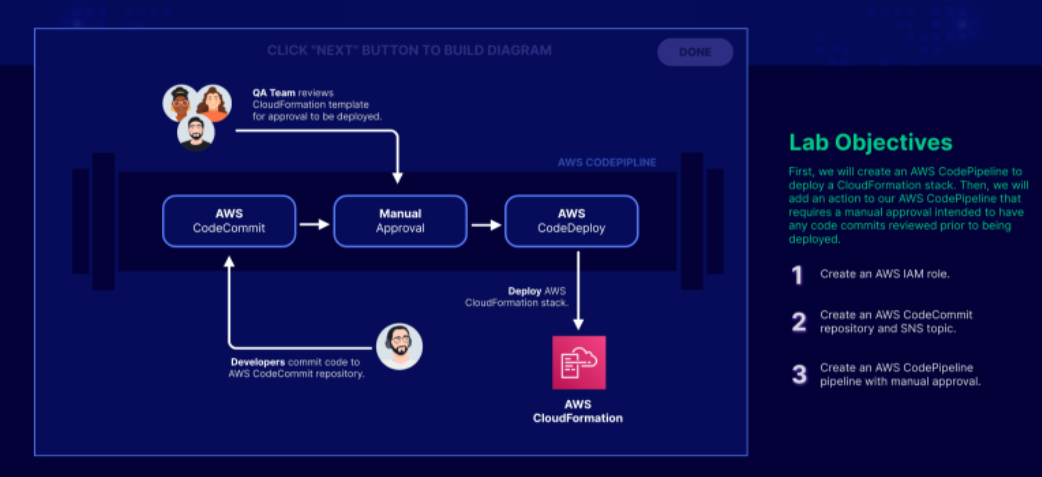 CLICK "NEXT" BUTTON TO BUILD DIAGRAM
DONE
QA Team reviews
CloudFormation template
for approval to be deployed.
AWS CODEPIPLINE
AWS
CodeCommit
Manual
Approval
AWS
CodeDeploy
Deploy AWS
CloudFormation stack.
Developers commit code to
AWS CodeCommit repository.
AWS
CloudFormation
Lab Objectives
First, we will create an AWS CodePipeline to
deploy a CloudFormation stack. Then, we will
add an action to our AWS CodePipeline that
requires a manual approval intended to have
any code commits reviewed prior to being
deployed.
1 Create an AWS IAM role.
2 Create an AWS CodeCommit
repository and SNS topic.
3 Create an AWS CodePipeline
pipeline with manual approval.